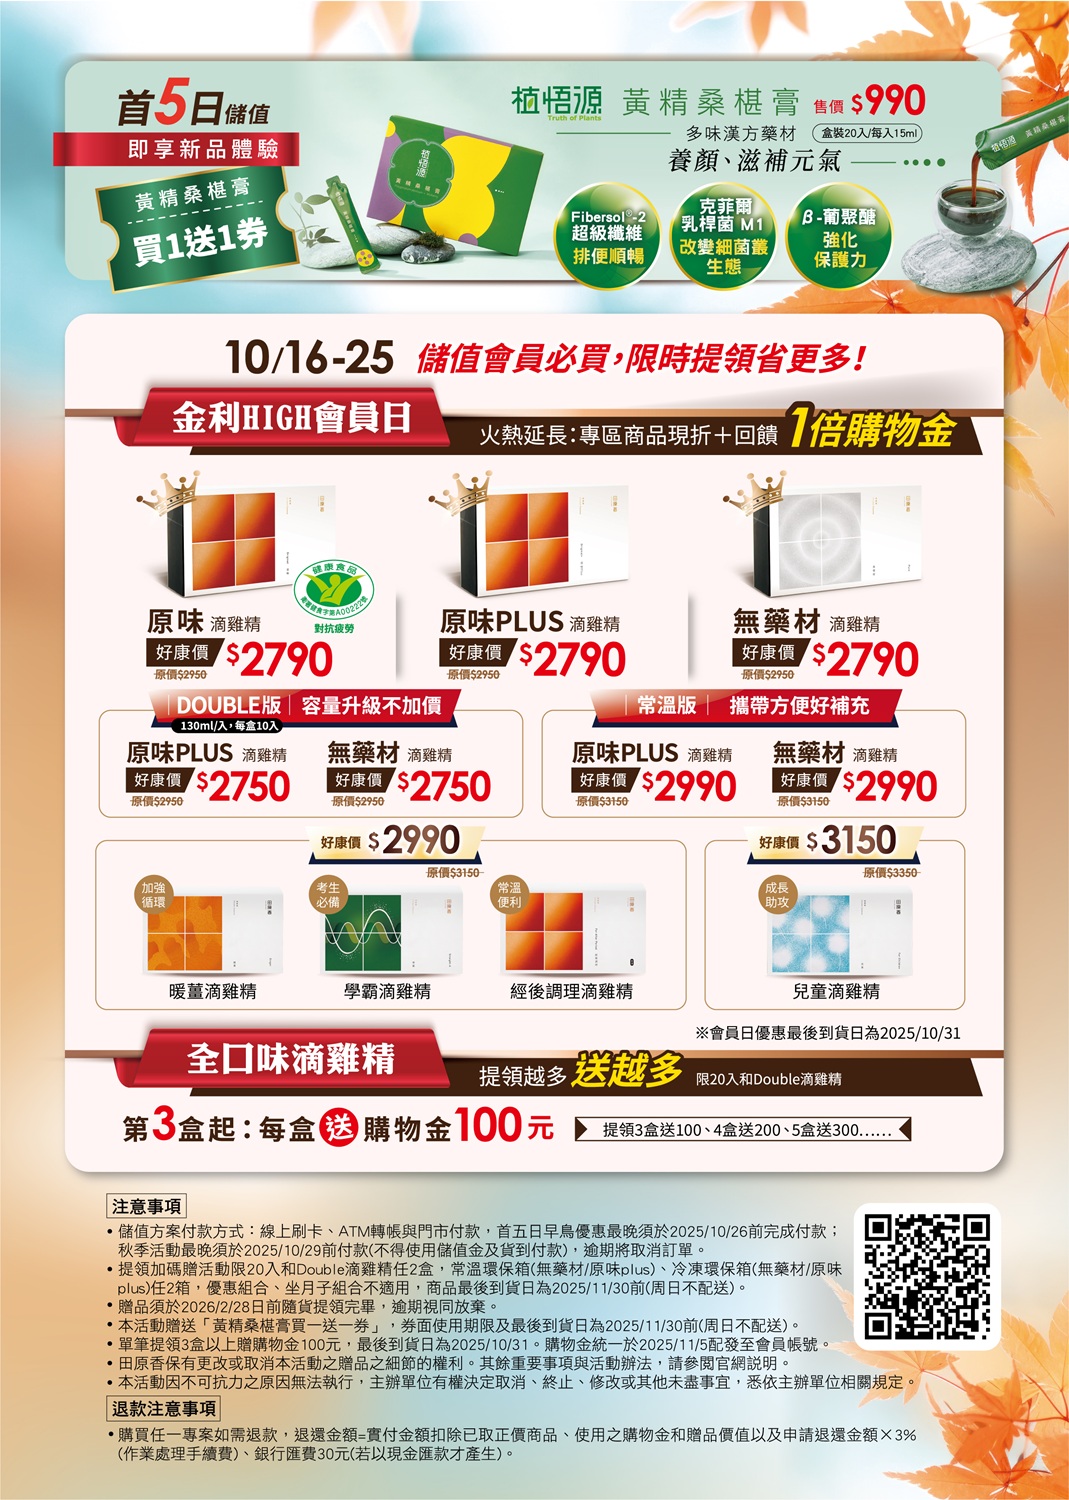 首5日儲值
即享新品體驗
黃精桑椹膏
買1送1券
植悟源
Truth of Plants
黃精桑椹膏 售價$990
多味漢方藥材 盒裝20入/每入15ml
養顏、滋補元氣
Fibersol®-2
超級纖維
排便順暢
克菲爾
乳桿菌 M1
改變細菌叢
生態
β-葡聚醣
強化
保護力
10/16-25 儲值會員必買，限時提領省更多！
金利HIGH會員日
火熱延長：專區商品現折＋回饋 1倍購物金
健康食品
衛署健食字第A00222號
對抗疲勞
原味 滴雞精
好康價 $2790
原價$2950
原味PLUS 滴雞精
好康價 $2790
原價$2950
無藥材 滴雞精
好康價 $2790
原價$2950
DOUBLE版 | 容量升級不加價
130ml/入，每盒10入
原味PLUS 滴雞精
好康價 $2750
原價$2950
無藥材 滴雞精
好康價 $2750
原價$2950
常溫版 | 攜帶方便好補充
原味PLUS 滴雞精
好康價 $2990
原價$3150
無藥材 滴雞精
好康價 $2990
原價$3150
好康價 $2990
原價$3150
加強
循環
暖薑滴雞精
考生
必備
學霸滴雞精
常溫
便利
經後調理滴雞精
好康價 $3150
原價$3350
成長
助攻
兒童滴雞精
※會員日優惠最後到貨日為2025/10/31
全口味滴雞精
提領越多 送越多 限20入和Double滴雞精
第3盒起：每盒送購物金100元
提領3盒送100、4盒送200、5盒送300……
注意事項
•儲值方案付款方式：線上刷卡、ATM轉帳與門市付款，首五日早鳥優惠最晚須於2025/10/26前完成付款；
秋季活動最晚須於2025/10/29前付款(不得使用儲值金及貨到付款)，逾期將取消訂單。
•提領加碼贈活動限20入和Double滴雞精任2盒，常溫環保箱(無藥材/原味plus)、冷凍環保箱(無藥材/原味
plus)任2箱，優惠組合、坐月子組合不適用，商品最後到貨日為2025/11/30前(周日不配送)。
•贈品須於2026/2/28日前隨貨提領完畢，逾期視同放棄。
•本活動贈送「黃精桑椹膏買一送一券」，券面使用期限及最後到貨日為2025/11/30前(周日不配送)。
•單筆提領3盒以上贈購物金100元，最後到貨日為2025/10/31。購物金統一於2025/11/5配發至會員帳號。
•田原香保有更改或取消本活動之贈品之細節的權利。其餘重要事項與活動辦法，請參閱官網說明。
•本活動因不可抗力之原因無法執行，主辦單位有權決定取消、終止、修改或其他未盡事宜，悉依主辦單位相關規定。
退款注意事項
•購買任一專案如需退款，退還金額=實付金額扣除已取正價商品、使用之購物金和贈品價值以及申請退還金額×3%
(作業處理手續費)、銀行匯費30元(若以現金匯款才產生)。